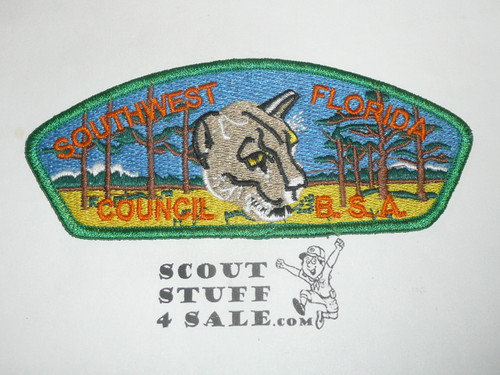 SOUTHWEST FLORIDA
COUNCIL B.S.A.
SCOUT
STUFF
4 SALE.COM